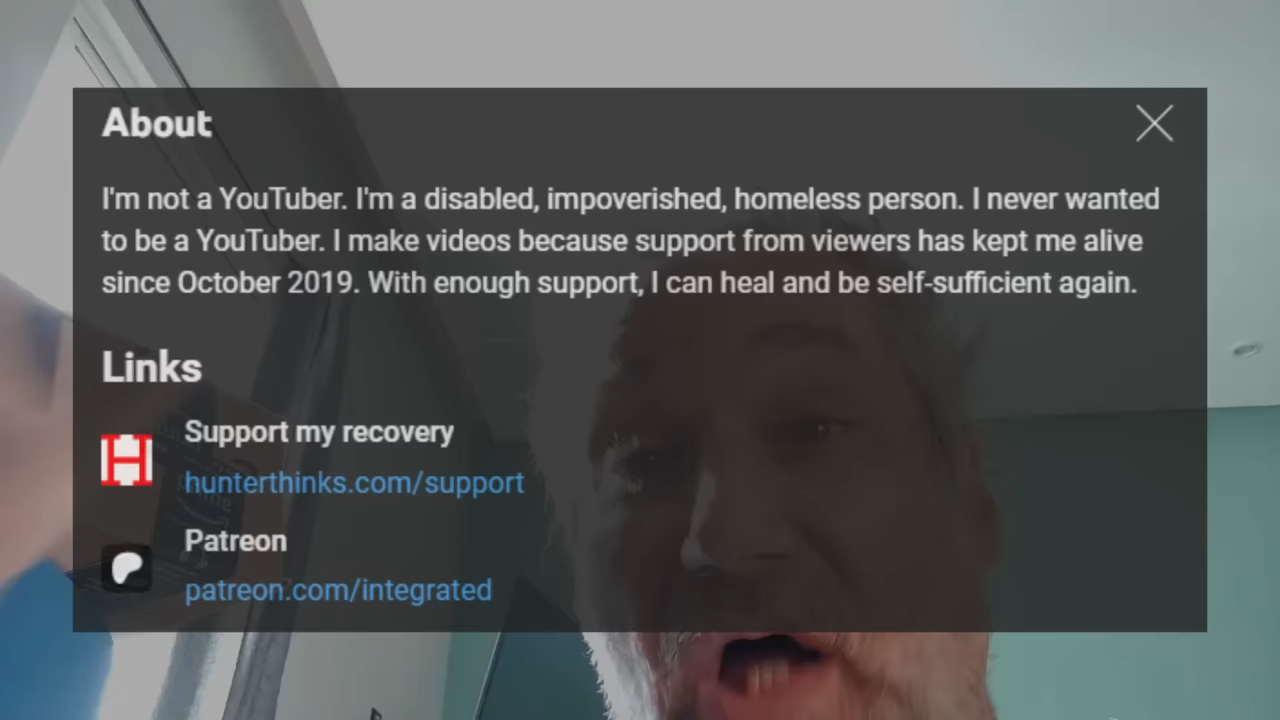 About
I'm not a YouTuber. I'm a disabled, impoverished, homeless person. I never wanted
to be a YouTuber. I make videos because support from viewers has kept me alive
since October 2019. With enough support, I can heal and be self-sufficient again.
Links
H
Support my recovery
hunterthinks.com/support
Patreon
patreon.com/integrated